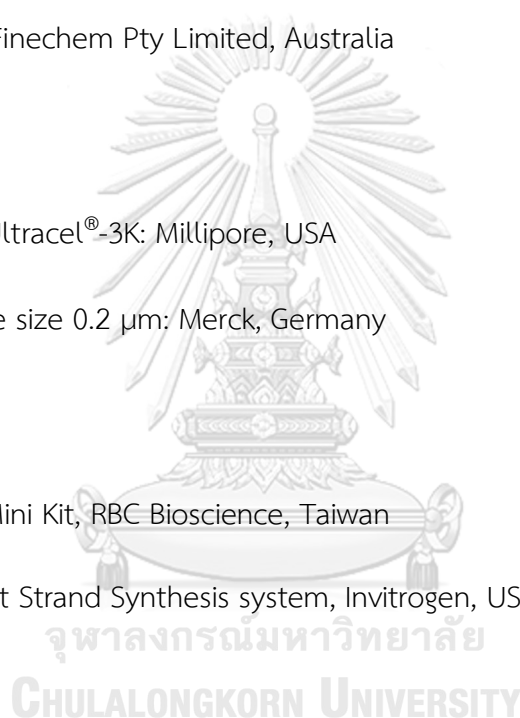 Finechem Pty Limited, Australia
Ultracel®-3K: Millipore, USA
e size 0.2 µm: Merck, Germany
Mini Kit, RBC Bioscience, Taiwan
t Strand Synthesis system, Invitrogen, US
จุฬาลงกรณ์มหาวิทยาลัย
CHULALONGKORN UNIVERSITY